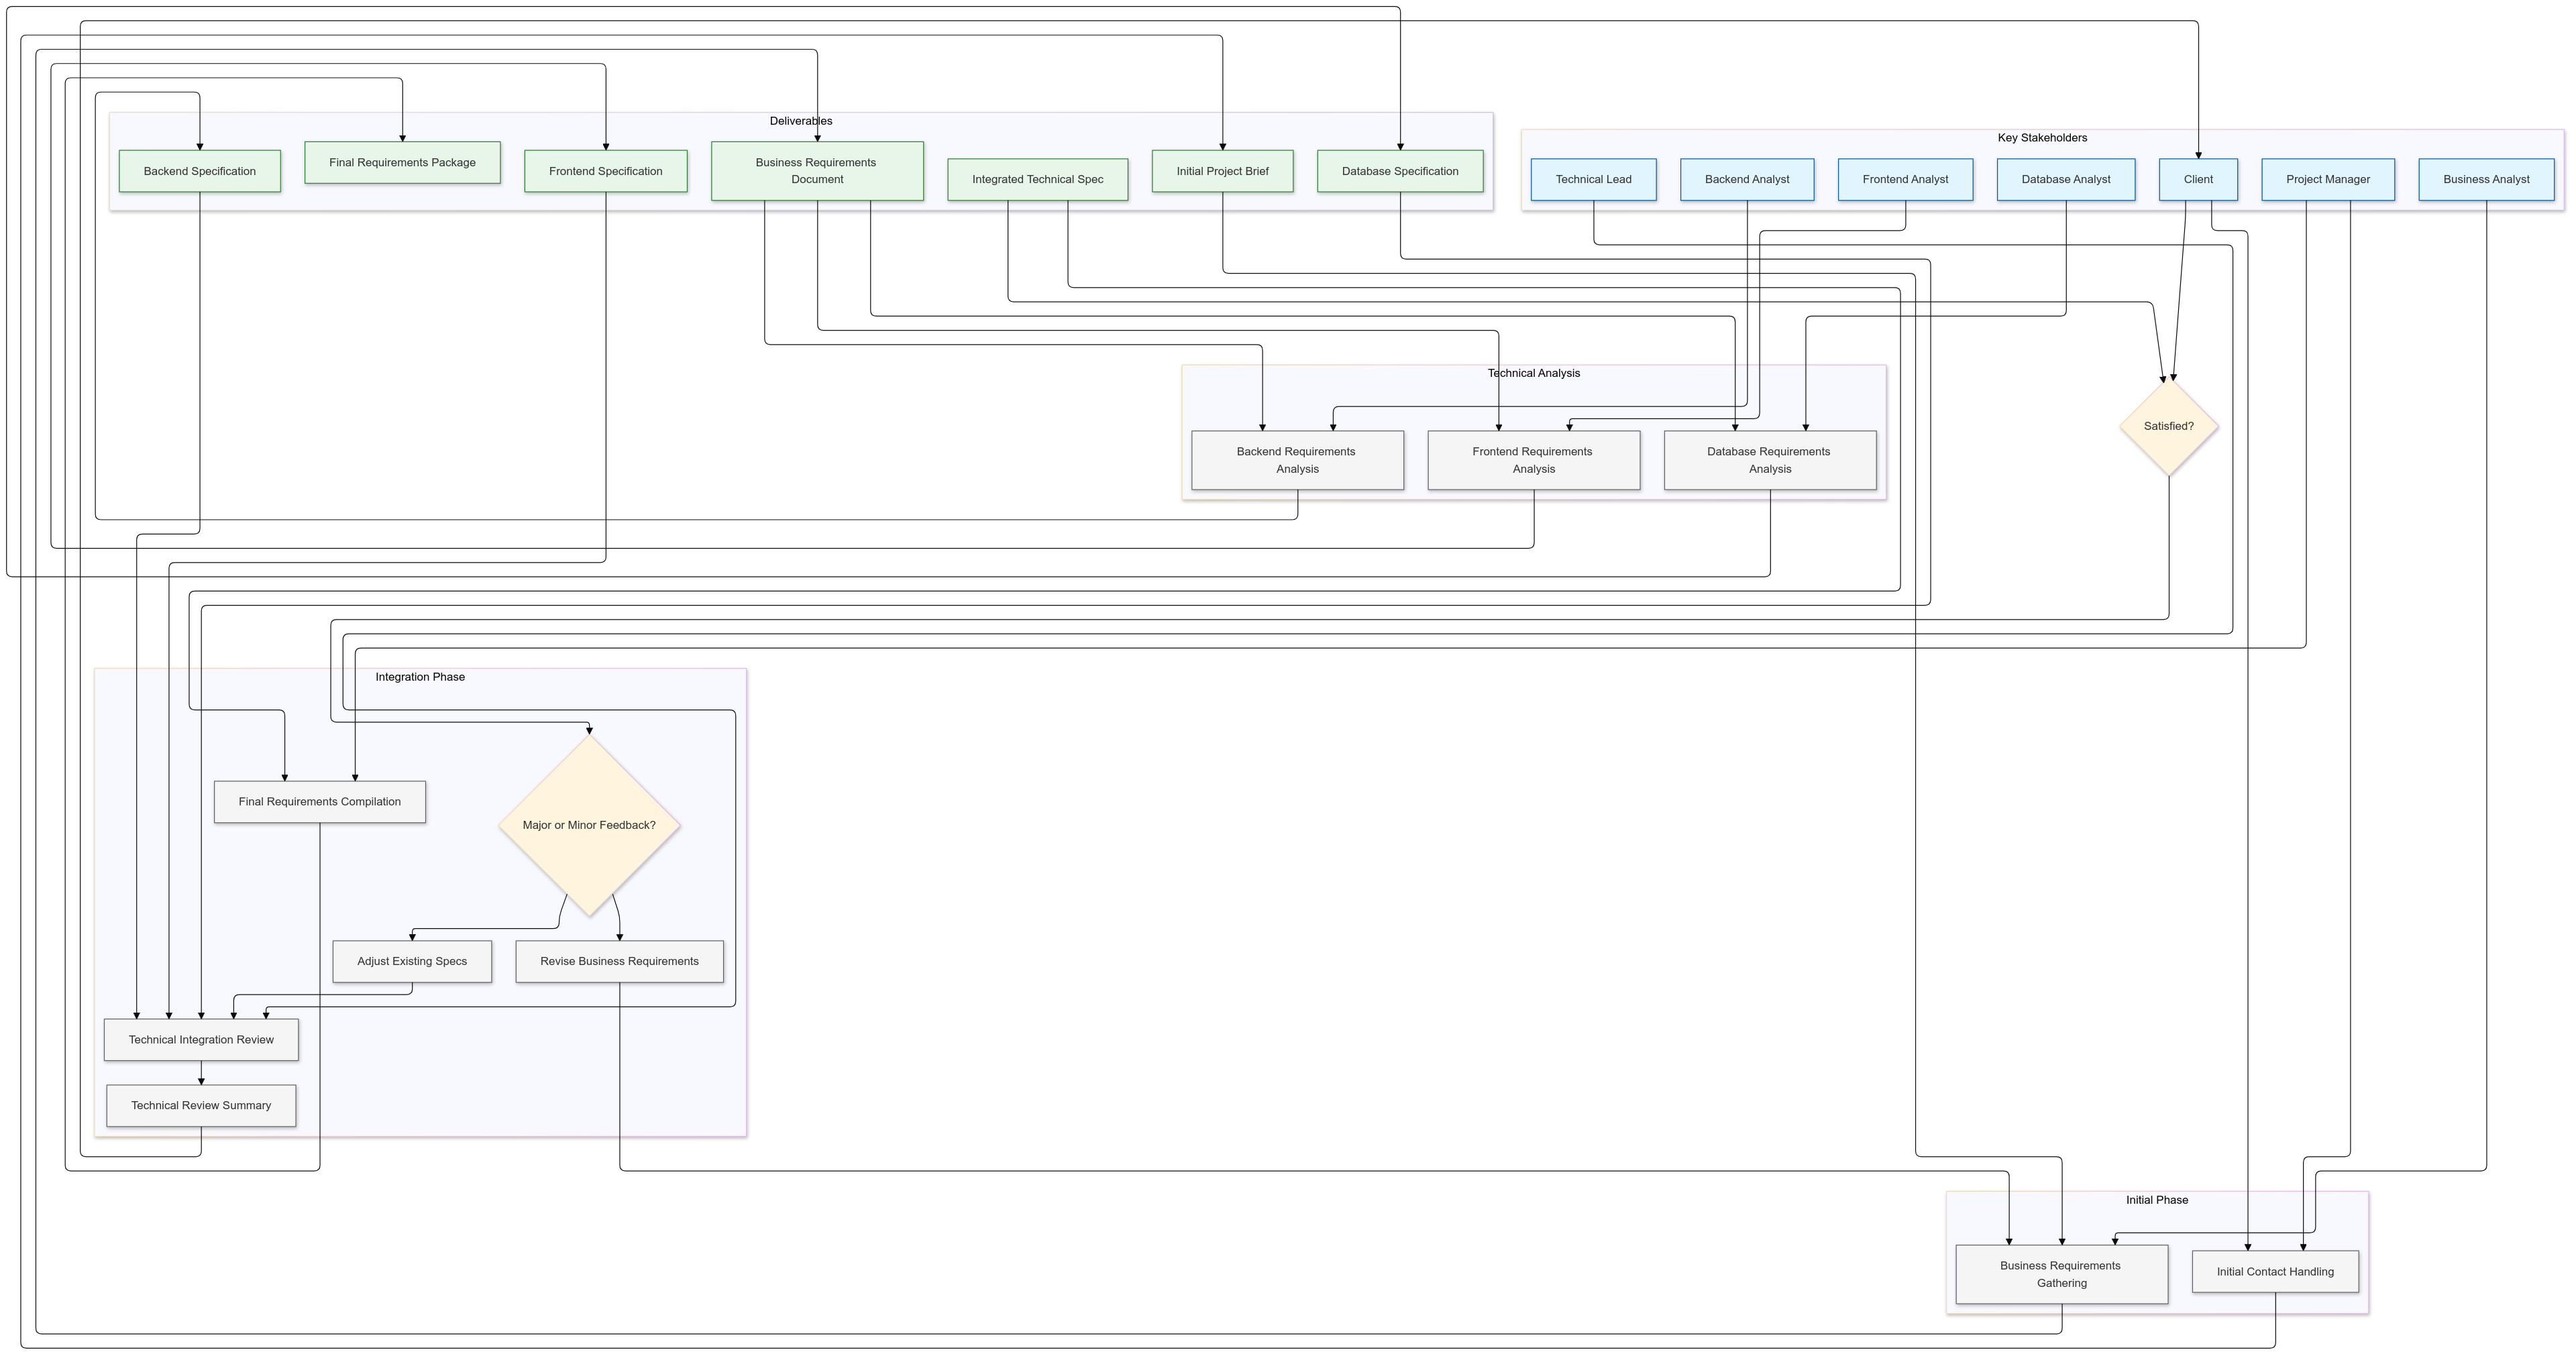 Deliverables
Backend Specification
Final Requirements Package
Frontend Specification
Business Requirements
Document
Integrated Technical Spec
Initial Project Brief
Database Specification
Key Stakeholders
Technical Lead
Backend Analyst
Frontend Analyst
Database Analyst
Client
Project Manager
Business Analyst
Technical Analysis
Backend Requirements
Analysis
Frontend Requirements
Analysis
Database Requirements
Analysis
Satisfied?
Integration Phase
Final Requirements Compilation
Major or Minor Feedback?
Adjust Existing Specs
Revise Business Requirements
Technical Integration Review
Technical Review Summary
Initial Phase
Business Requirements
Gathering
Initial Contact Handling